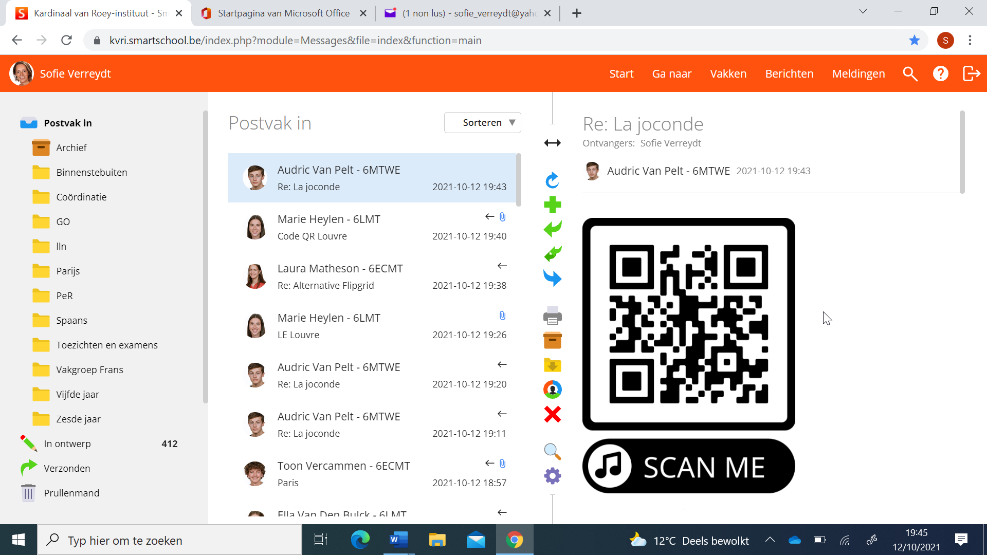 Kardinaal van Roey-instituut - Sm
Startpagina van Microsoft Office
(1 non lus) - sofie_verreydt@yaho
kvri.smartschool.be/index.php?module=Messages&file=index&function=main
S
Sofie Verreydt
Start
Ga naar
Vakken
Berichten
Meldingen
Postvak in
Archief
Binnenstebuiten
Coördinatie
GO
lln
Parijs
PeR
Spaans
Toezichten en examens
Vakgroep Frans
Vijfde jaar
Zesde jaar
In ontwerp 412
Verzonden
Prullenmand
Postvak in
Sorteren
Audric Van Pelt - 6MTWE
Re: La joconde 2021-10-12 19:43
Marie Heylen - 6LMT
Code QR Louvre 2021-10-12 19:40
Laura Matheson - 6ECMT
Re: Alternative Flipgrid 2021-10-12 19:38
Marie Heylen - 6LMT
LE Louvre 2021-10-12 19:26
Audric Van Pelt - 6MTWE
Re: La joconde 2021-10-12 19:20
Audric Van Pelt - 6MTWE
Re: La joconde 2021-10-12 19:11
Toon Vercammen - 6ECMT
Paris 2021-10-12 18:57
Ella Van Den Bulck - 6LMT
Re: La joconde
Ontvangers: Sofie Verreydt
Audric Van Pelt - 6MTWE 2021-10-12 19:43
SCAN ME
Typ hier om te zoeken
12°C Deels bewolkt
19:45
12/10/2021